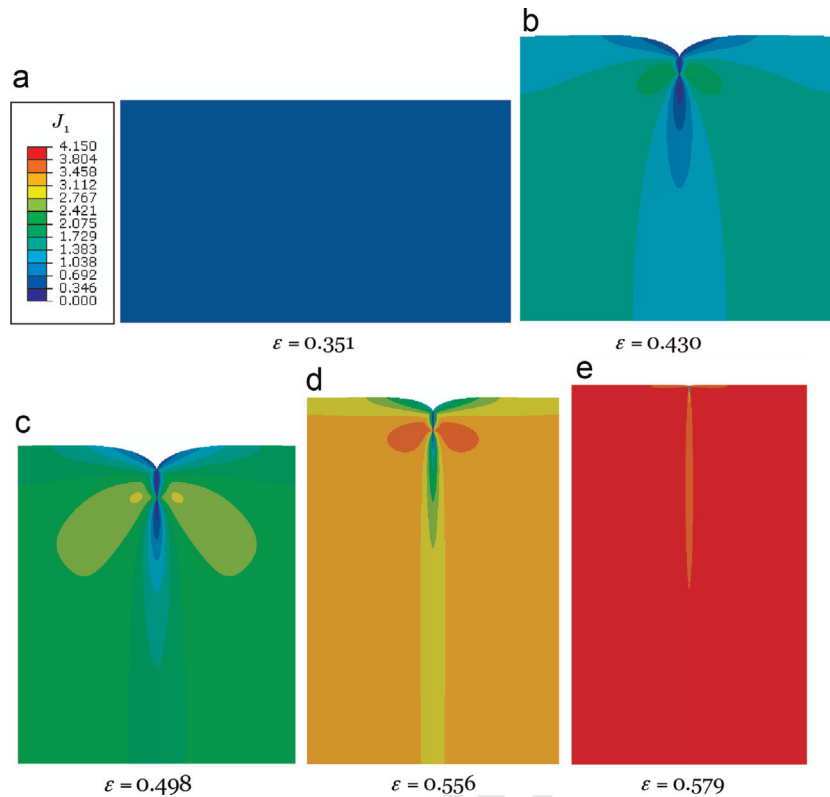 a
J₁
4.150
3.804
3.458
3.112
2.767
2.421
2.075
1.729
1.383
1.038
0.692
0.346
0.000
ε = 0.351
b
ε = 0.430
c
ε = 0.498
d
ε = 0.556
e
ε = 0.579